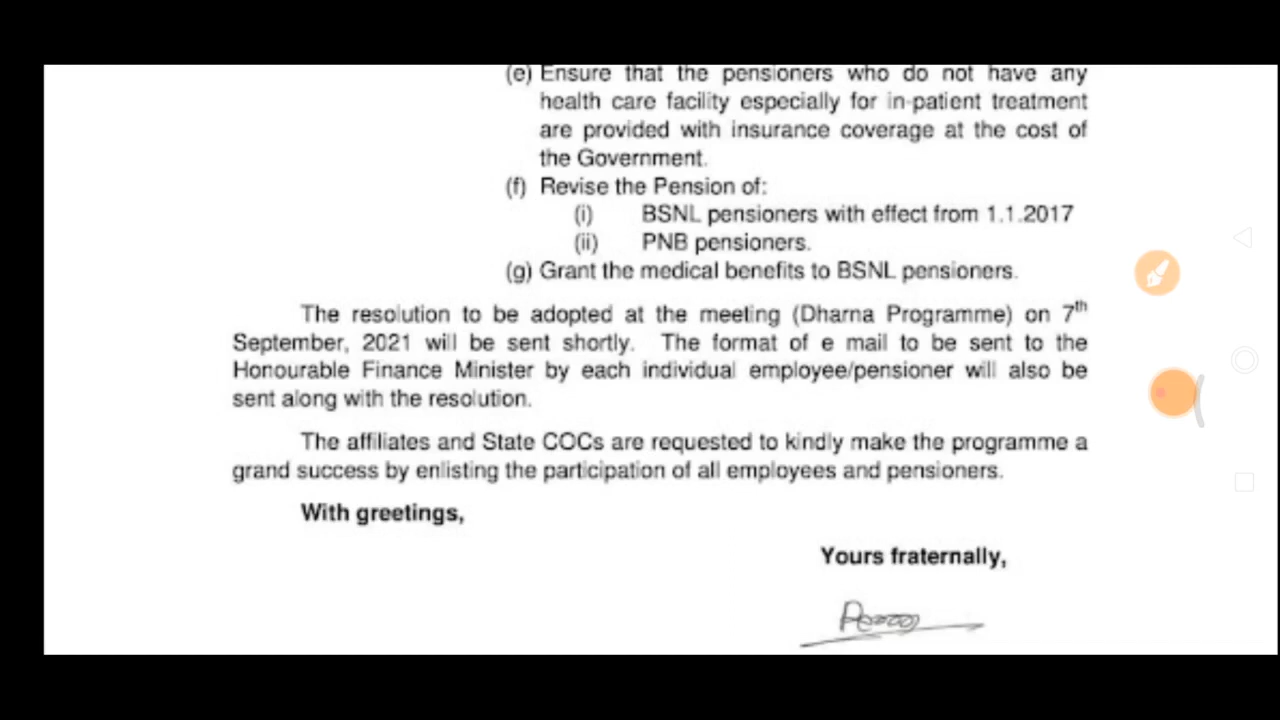 (e) Ensure that the pensioners who do not have any
health care facility especially for in-patient treatment
are provided with insurance coverage at the cost of
the Government.
(f) Revise the Pension of:
(i) BSNL pensioners with effect from 1.1.2017
(ii) PNB pensioners.
(g) Grant the medical benefits to BSNL pensioners.
The resolution to be adopted at the meeting (Dharna Programme) on 7th
September, 2021 will be sent shortly. The format of e mail to be sent to the
Honourable Finance Minister by each individual employee/pensioner will also be
sent along with the resolution.
The affiliates and State COCs are requested to kindly make the programme a
grand success by enlisting the participation of all employees and pensioners.
With greetings,
Yours fraternally,